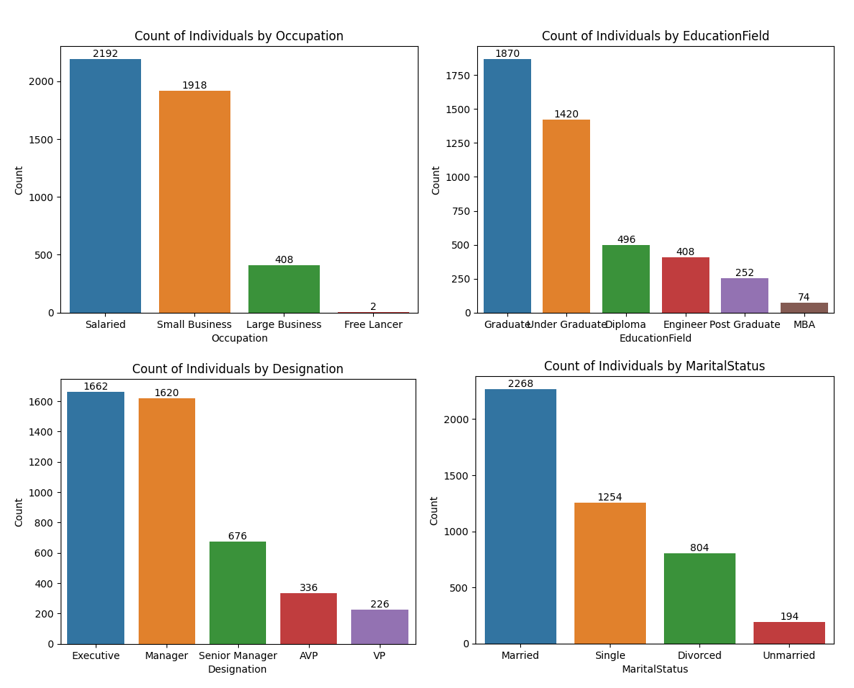 Count of Individuals by Occupation
2192
1918
408
2
2000
1500
1000
500
0
Count
Salaried Small Business Large Business Free Lancer
Occupation
Count of Individuals by EducationField
1870
1420
496
408
252
74
1750
1500
1250
1000
750
500
250
0
Count
Graduate Under Graduate Diploma Engineer Post Graduate MBA
EducationField
Count of Individuals by Designation
1662
1620
676
336
226
1600
1400
1200
1000
800
600
400
200
0
Count
Executive Manager Senior Manager AVP VP
Designation
Count of Individuals by MaritalStatus
2268
1254
804
194
2000
1500
1000
500
0
Count
Married Single Divorced Unmarried
MaritalStatus